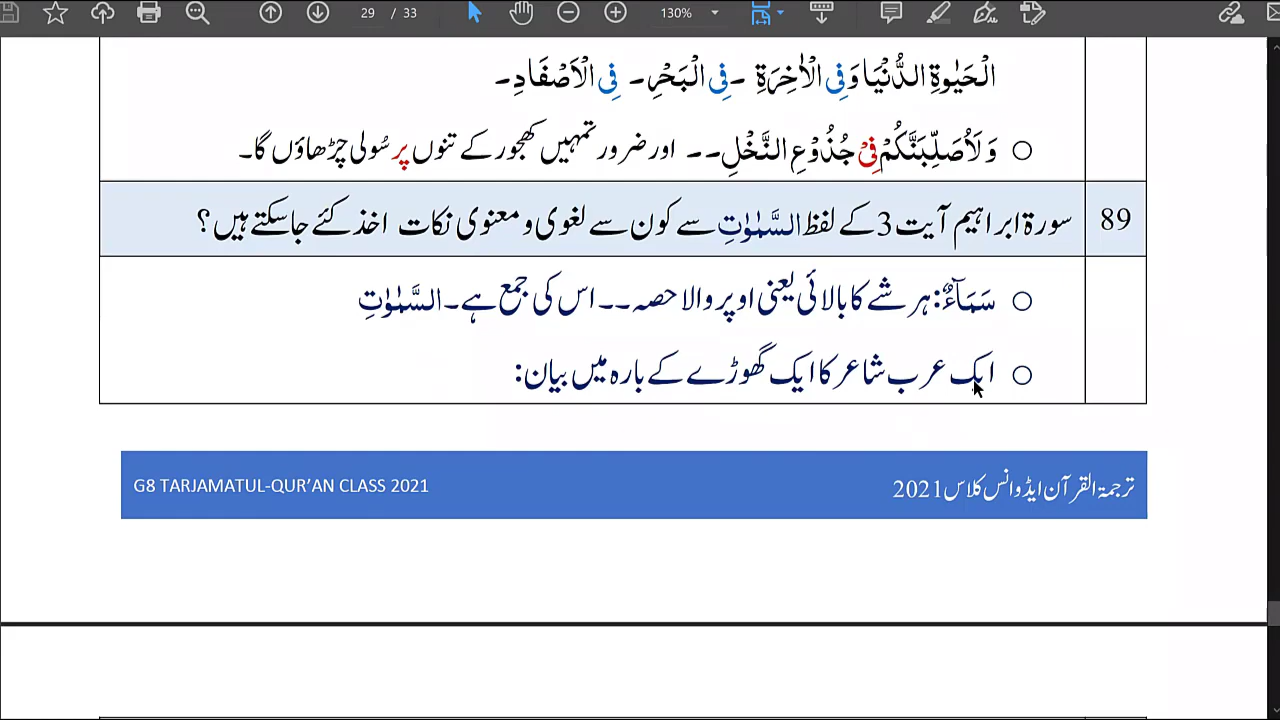 29 / 33
130%
الْحَیٰوةِ الدُّنْیَا وَفِی الْاٰخِرَةِ ۔ فِی الْبَحْرِ۔ فِی الْاَصْفَادِ۔
وَ لَاُصَلِّبَنَّكُمْ فِیْ جُذُوْعِ النَّخْلِ۔۔ اور ضرور تمہیں کھجور کے تنوں پر سُولی چڑھاؤں گا۔
89
سورۃ ابراہیم آیت 3 کے لفظ السَّمٰوٰتِ سے کون سے لغوی و معنوی نکات اخذ کئے جا سکتے ہیں؟
سَمَآءٌ: ہر شے کا بالائی یعنی اوپر والا حصہ ۔۔ اس کی جمع ہے۔ السَّمٰوٰتِ
ایک عرب شاعر کا ایک گھوڑے کے بارہ میں بیان:
ترجمۃ القرآن ایڈوانس کلاس 2021
G8 TARJAMATUL-QUR’AN CLASS 2021